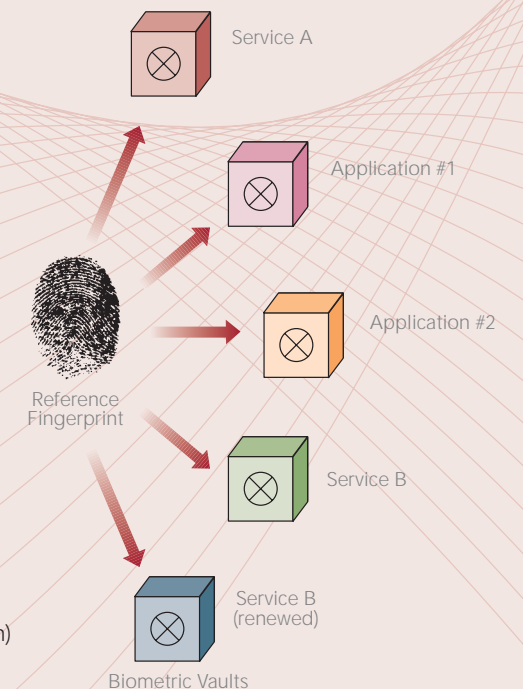 Service A
Application #1
Application #2
Reference
Fingerprint
Service B
Service B
(renewed)
n)
Biometric Vaults